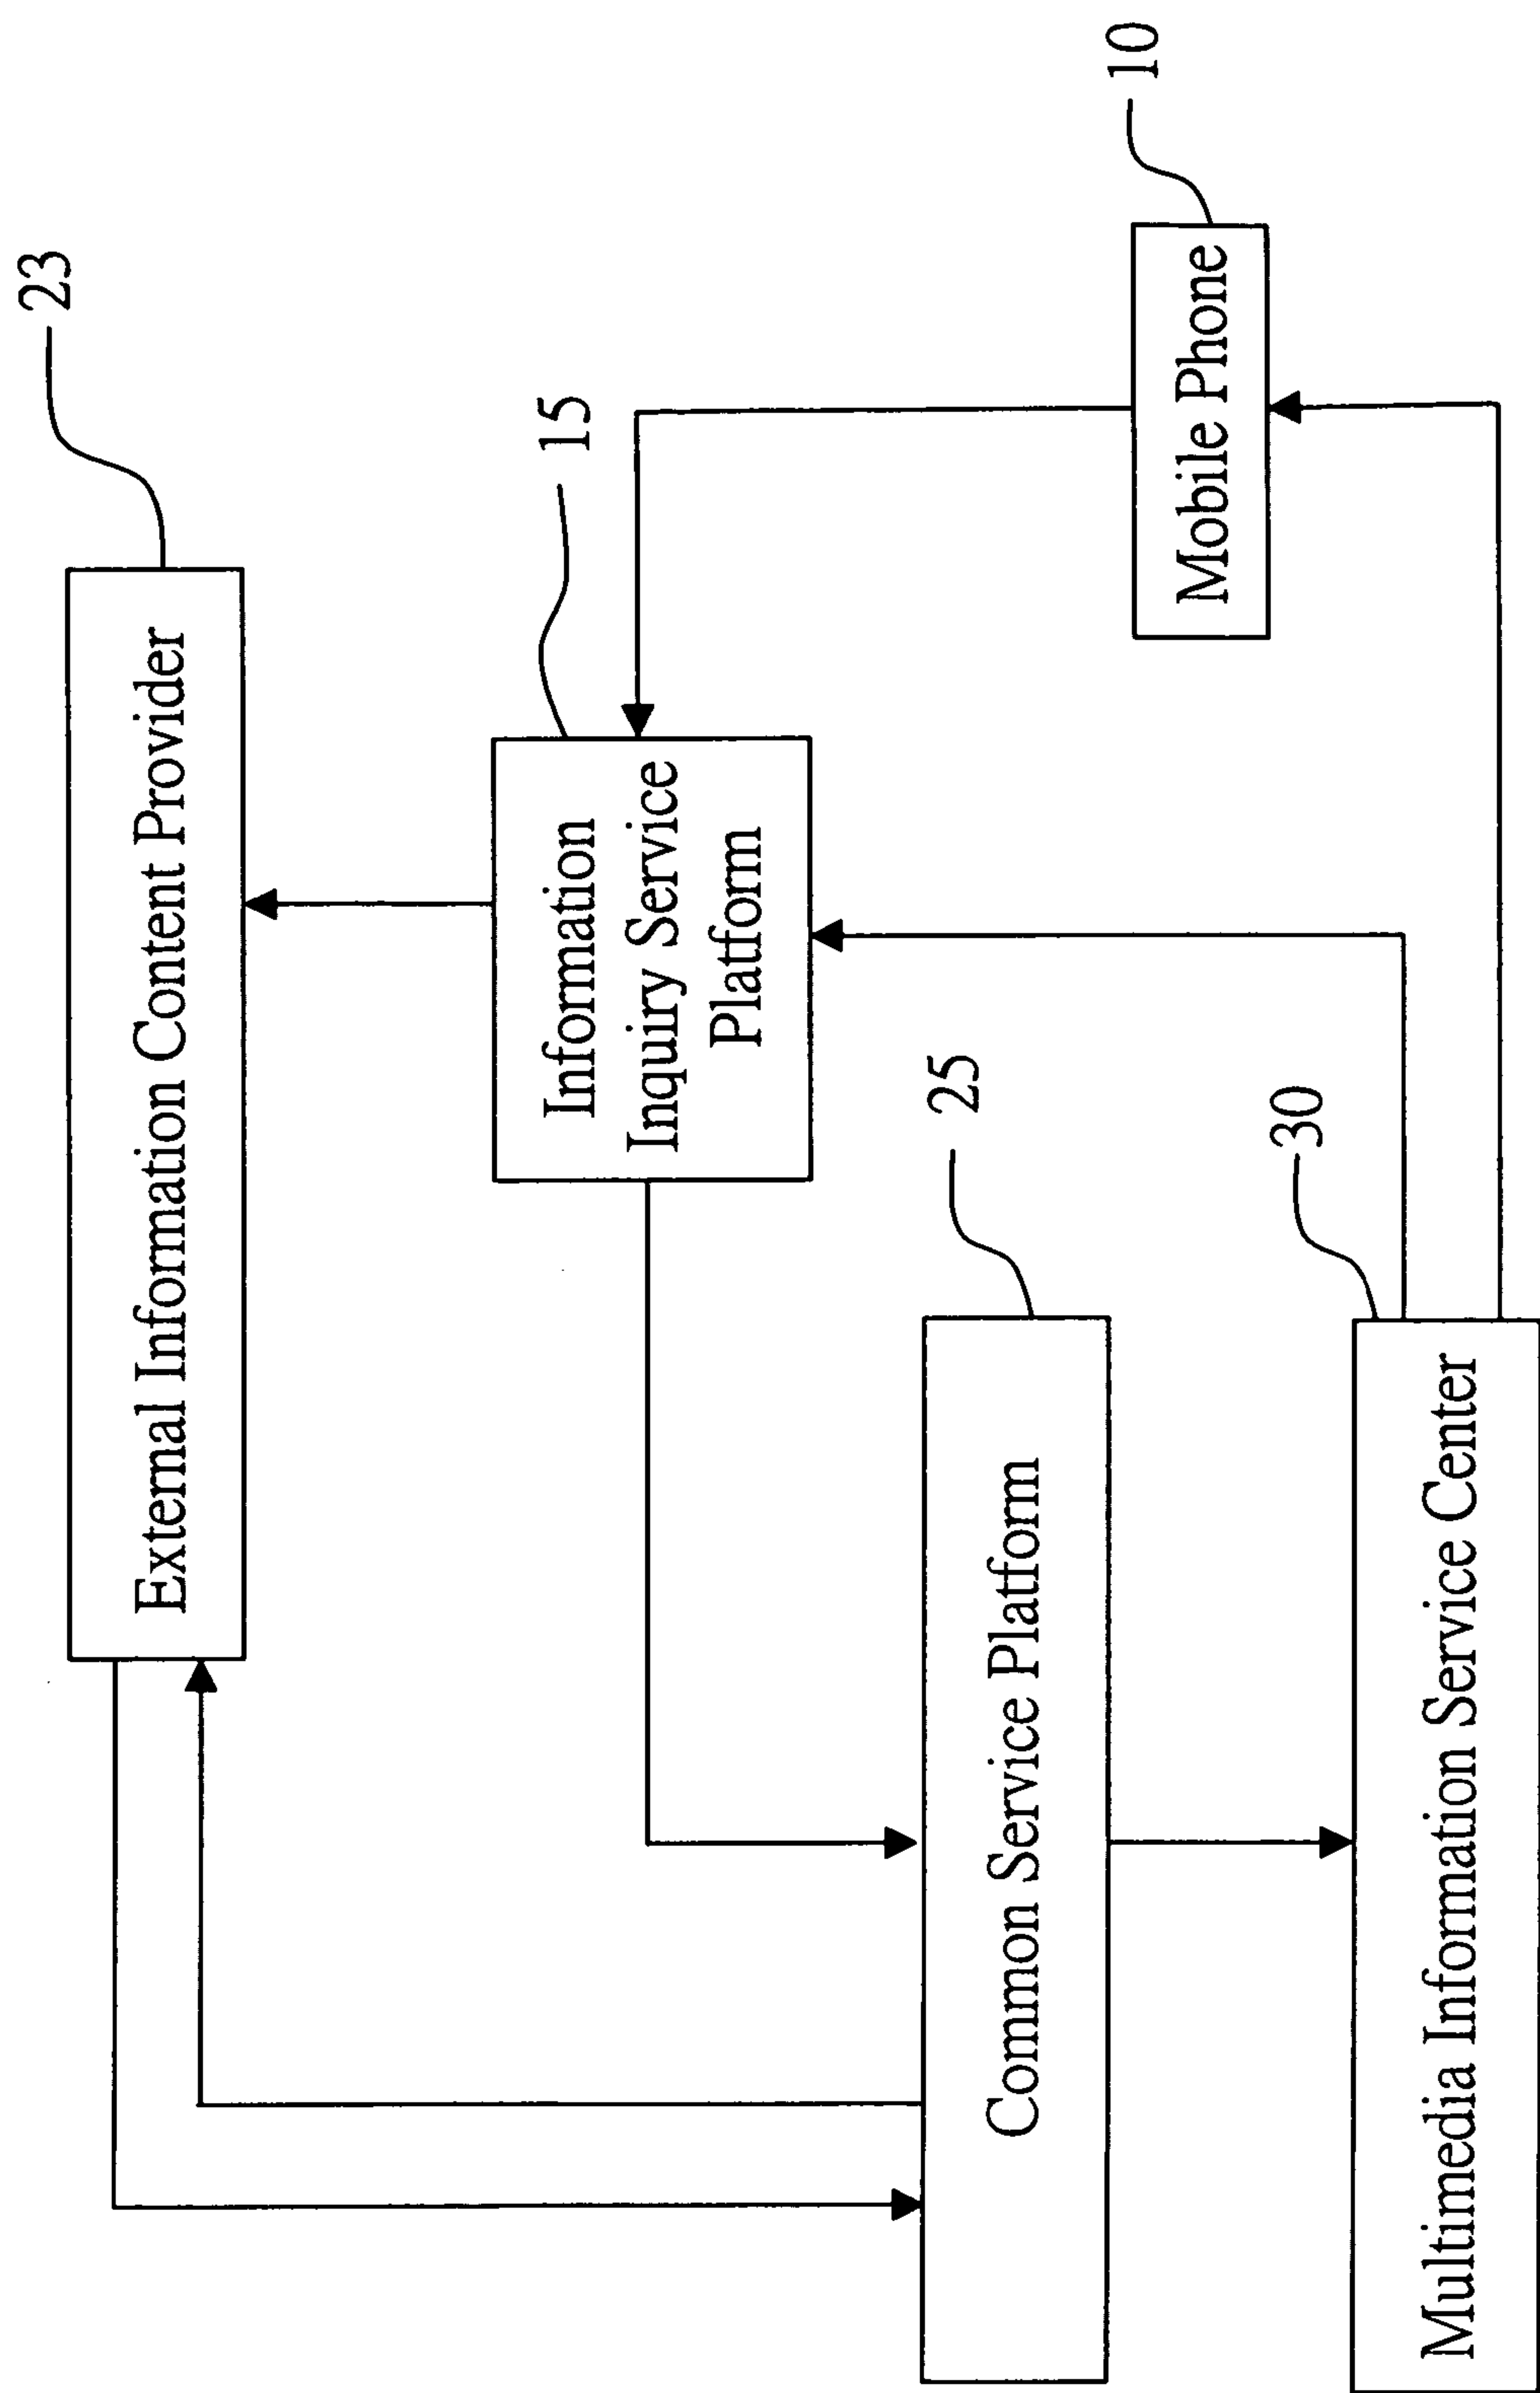 23
External Information Content Provider
15
Information
Inquiry Service
Platform
10
Mobile Phone
25
Common Service Platform
30
Multimedia Information Service Center